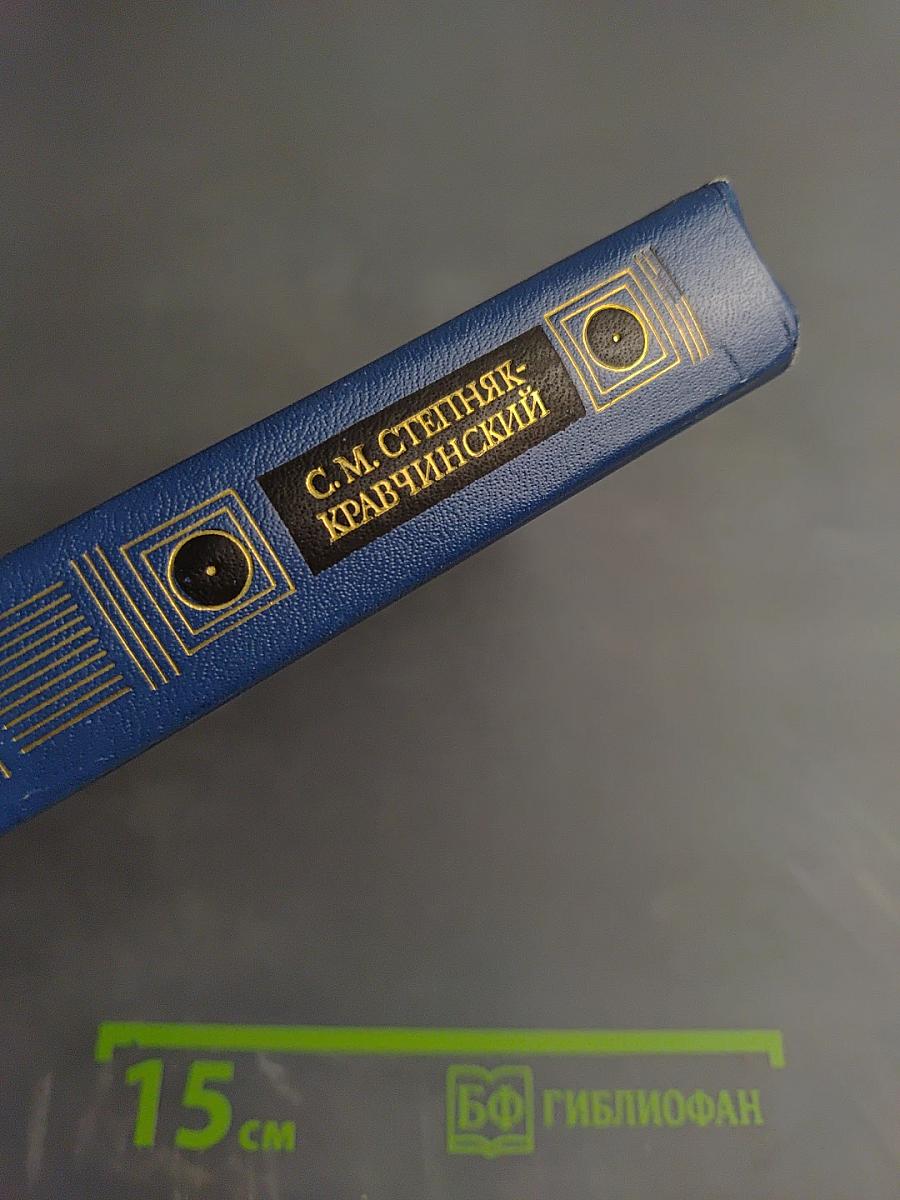 С. М. СТЕПНЯК-
КРАВЧИНСКИЙ
15 см
БФ ГИБЛИОФАН